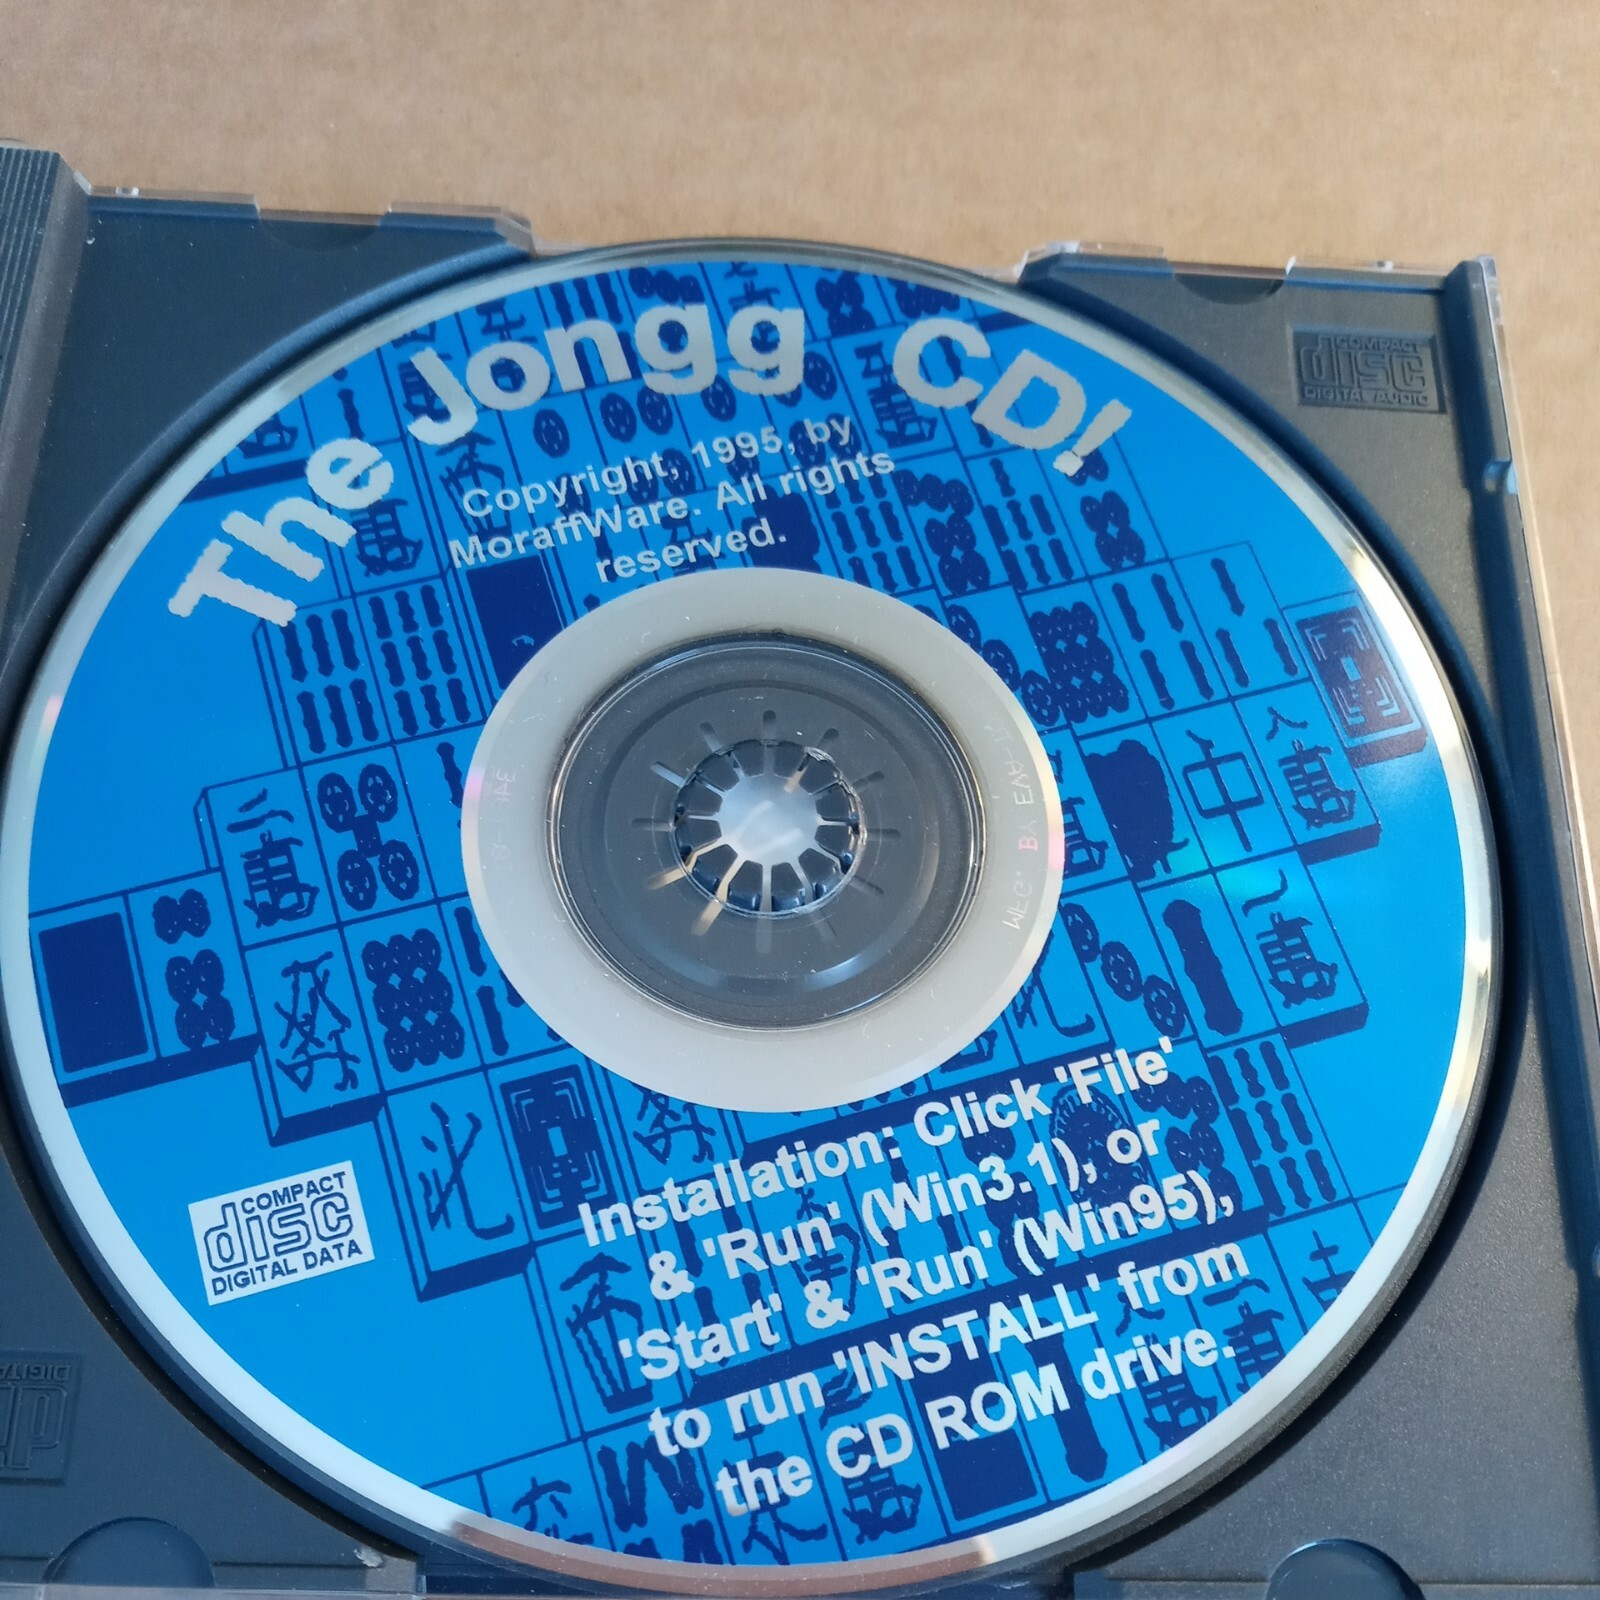 The Jongg CD!
Copyright, 1995, by
MoraffWare. All rights
reserved.
COMPACT
disc
DIGITAL AUDIO
COMPACT
disc
DIGITAL DATA
Installation: Click 'File'
& 'Run' (Win3.1), or
'Start' & 'Run' (Win95),
to run 'INSTALL' from
the CD ROM drive.